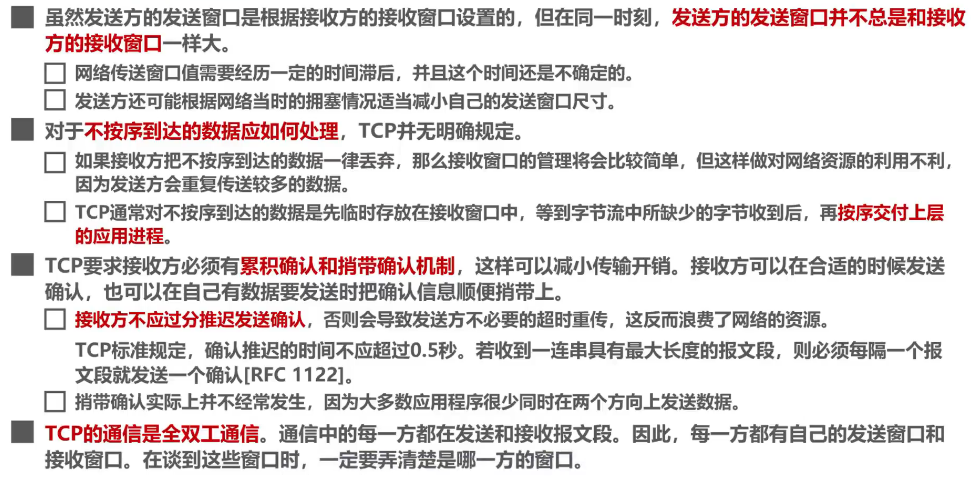 虽然发送方的发送窗口是根据接收方的接收窗口设置的，但在同一时刻，发送方的发送窗口并不总是和接收
方的接收窗口一样大。
网络传送窗口值需要经历一定的时间滞后，并且这个时间还是不确定的。
发送方还可能根据网络当时的拥塞情况适当减小自己的发送窗口尺寸。
对于不按序到达的数据应如何处理，TCP并无明确规定。
如果接收方把不按序到达的数据一律丢弃，那么接收窗口的管理将会比较简单，但这样做对网络资源的利用不利，
因为发送方会重复传送较多的数据。
TCP通常对不按序到达的数据是先临时存放在接收窗口中，等到字节流中所缺少的字节收到后，再按序交付上层
的应用进程。
TCP要求接收方必须有累积确认和捎带确认机制，这样可以减小传输开销。接收方可以在合适的时候发送
确认，也可以在自己有数据要发送时把确认信息顺便捎带上。
接收方不应过分推迟发送确认，否则会导致发送方不必要的超时重传，这反而浪费了网络的资源。
TCP标准规定，确认推迟的时间不应超过0.5秒。若收到一连串具有最大长度的报文段，则必须每隔一个报
文段就发送一个确认[RFC 1122]。
捎带确认实际上并不经常发生，因为大多数应用程序很少同时在两个方向上发送数据。
TCP的通信是全双工通信。通信中的每一方都在发送和接收报文段。因此，每一方都有自己的发送窗口和
接收窗口。在谈到这些窗口时，一定要弄清楚是哪一方的窗口。